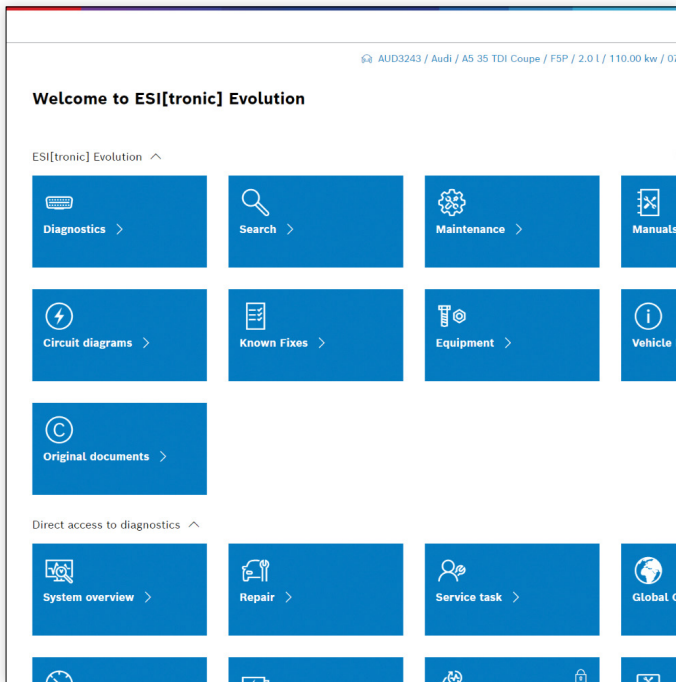 AUD3243 / Audi / A5 35 TDI Coupe / F5P / 2.0 l / 110.00 kw / 07
Welcome to ESI[tronic] Evolution
ESI[tronic] Evolution
Diagnostics
Search
Maintenance
Manuals
Circuit diagrams
Known Fixes
Equipment
Vehicle
Original documents
Direct access to diagnostics
System overview
Repair
Service task
Global